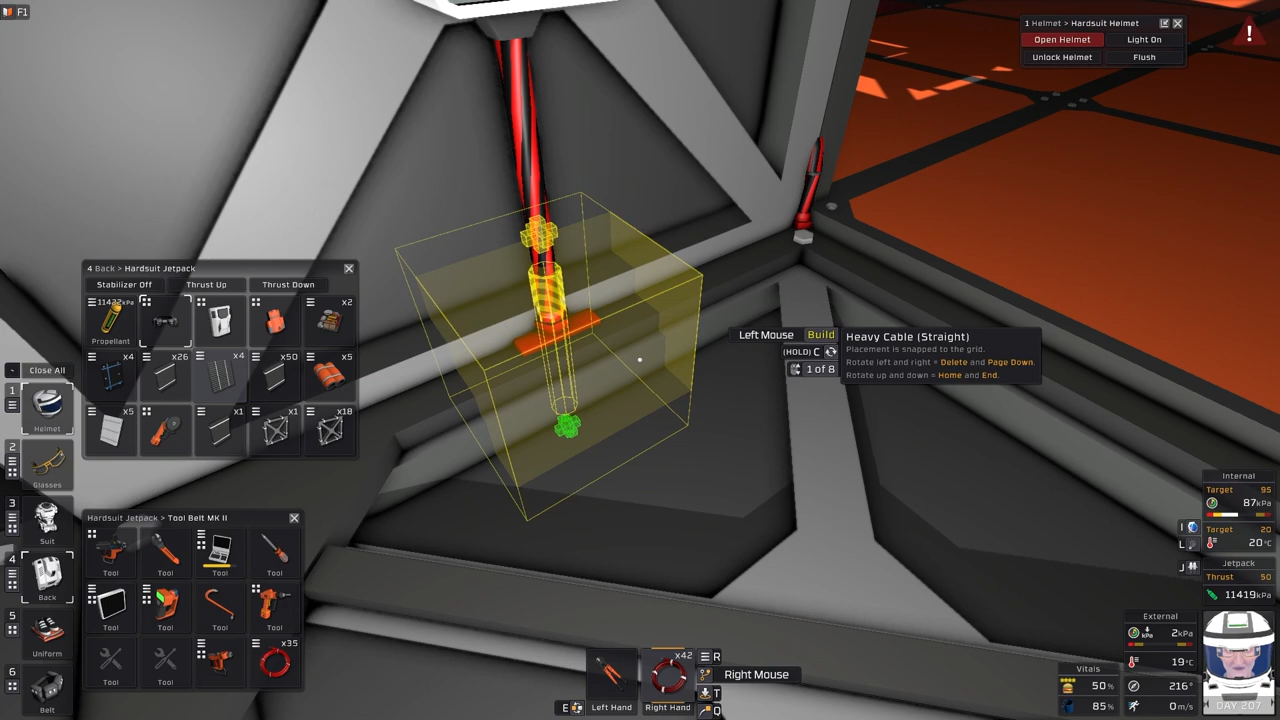 F1
1 Helmet > Hardsuit Helmet
Open Helmet
Light On
Unlock Helmet
Flush
!
4 Back > Hardsuit Jetpack
Stabilizer Off
Thrust Up
Thrust Down
11432kPa
x2
Propellant
x4
x26
x4
x50
x5
x5
x1
x1
x18
Close All
1
Helmet
2
Glasses
3
Suit
4
Back
5
Uniform
6
Belt
Hardsuit Jetpack > Tool Belt MK II
Tool
Tool
Tool
Tool
Tool
Tool
Tool
Tool
Tool
Tool
x35
Left Mouse
Build
(HOLD) C
1 of 8
Heavy Cable (Straight)
Placement is snapped to the grid.
Rotate left and right = Delete and Page Down.
Rotate up and down = Home and End.
x42
R
Right Mouse
T
Q
E
Left Hand
Right Hand
Internal
Target 95
87kPa
Target 20
20°C
Jetpack
Thrust 50
11419kPa
I
L
J
External
kPa
2kPa
19°C
216°
0m/s
Vitals
50 %
85 %
DAY 207